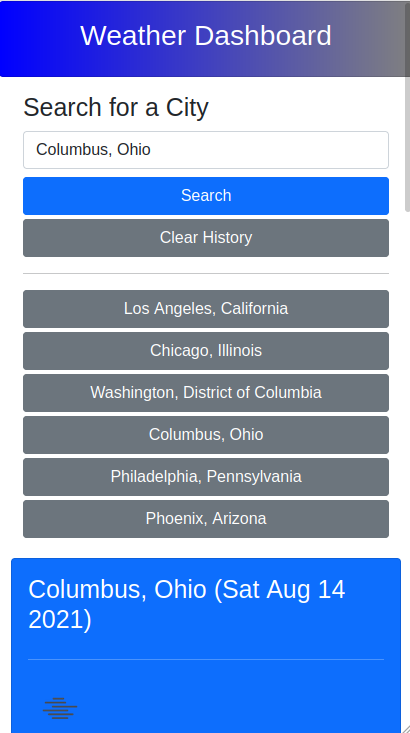 Weather Dashboard
Search for a City
Columbus, Ohio
Search
Clear History
Los Angeles, California
Chicago, Illinois
Washington, District of Columbia
Columbus, Ohio
Philadelphia, Pennsylvania
Phoenix, Arizona
Columbus, Ohio (Sat Aug 14
2021)